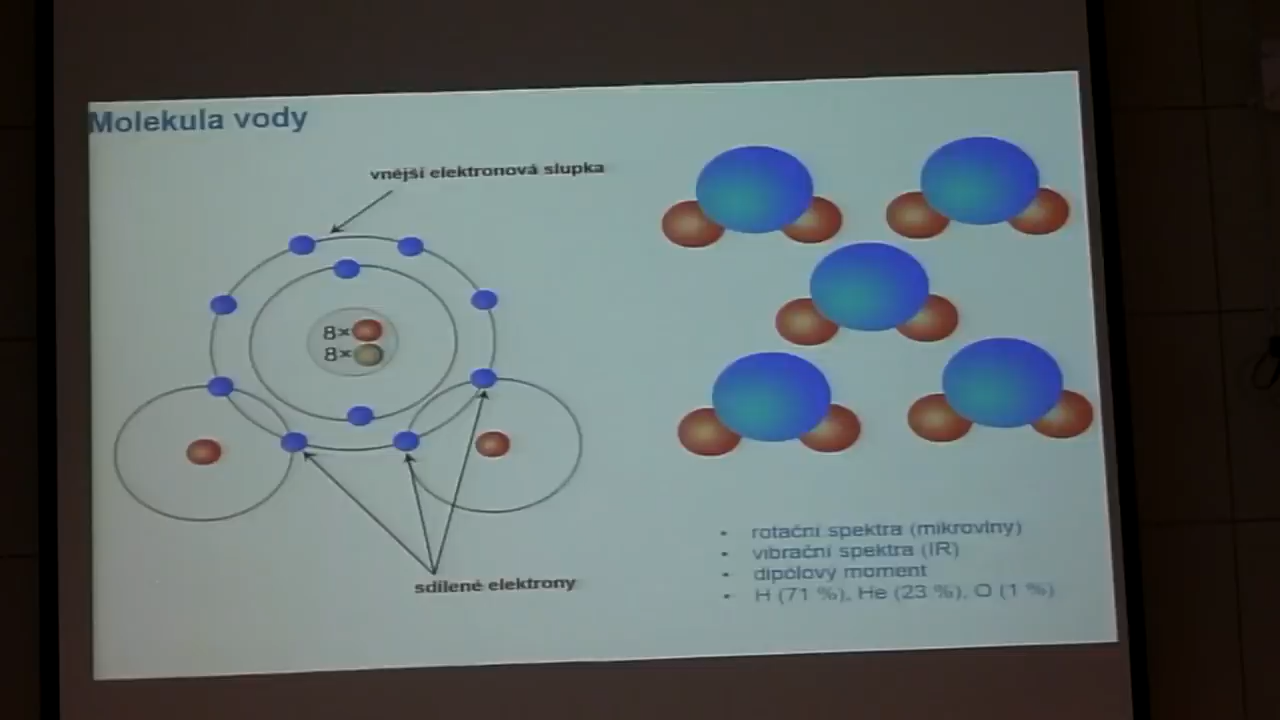 Molekula vody
vnější elektronová slupka
8×
8×
sdílené elektrony
• rotační spektra (mikrovlny)
• vibrační spektra (IR)
• dipólový moment
• H (71 %), He (23 %), O (1 %)